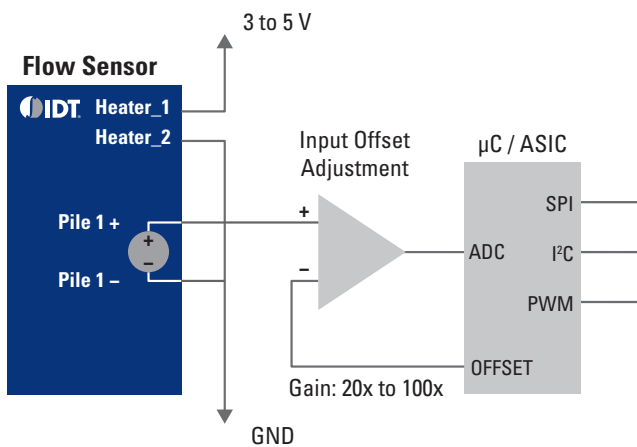 3 to 5 V
Flow Sensor
IDT
Heater_1
Heater_2
Input Offset
Adjustment
µC / ASIC
Pile 1 +
+
−
Pile 1 −
+
−
ADC
SPI
I²C
PWM
OFFSET
Gain: 20x to 100x
GND